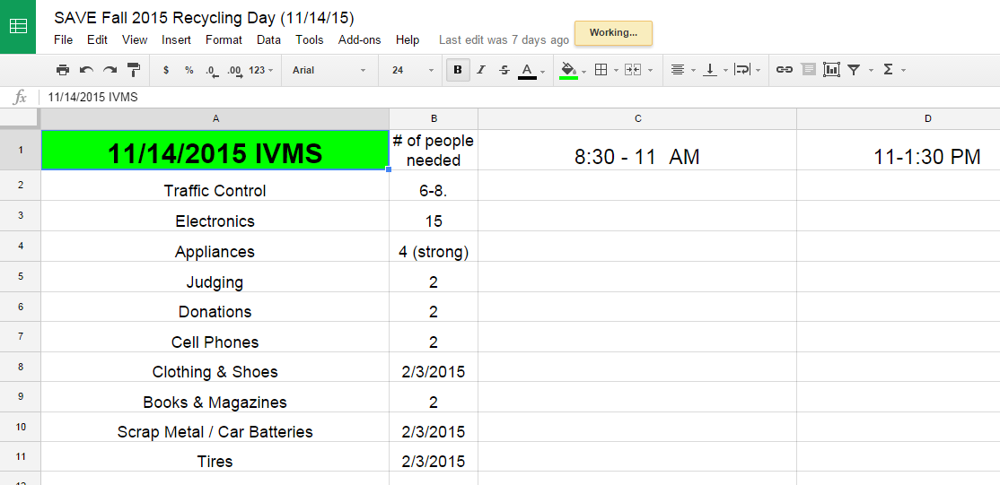 SAVE Fall 2015 Recycling Day (11/14/15)
File Edit View Insert Format Data Tools Add-ons Help Last edit was 7 days ago Working...
$ % .0 .00 123 Arial 24 B I S A Σ
fx 11/14/2015 IVMS
A B C D
1 11/14/2015 IVMS # of people needed 8:30 - 11 AM 11-1:30 PM
2 Traffic Control 6-8.
3 Electronics 15
4 Appliances 4 (strong)
5 Judging 2
6 Donations 2
7 Cell Phones 2
8 Clothing & Shoes 2/3/2015
9 Books & Magazines 2
10 Scrap Metal / Car Batteries 2/3/2015
11 Tires 2/3/2015